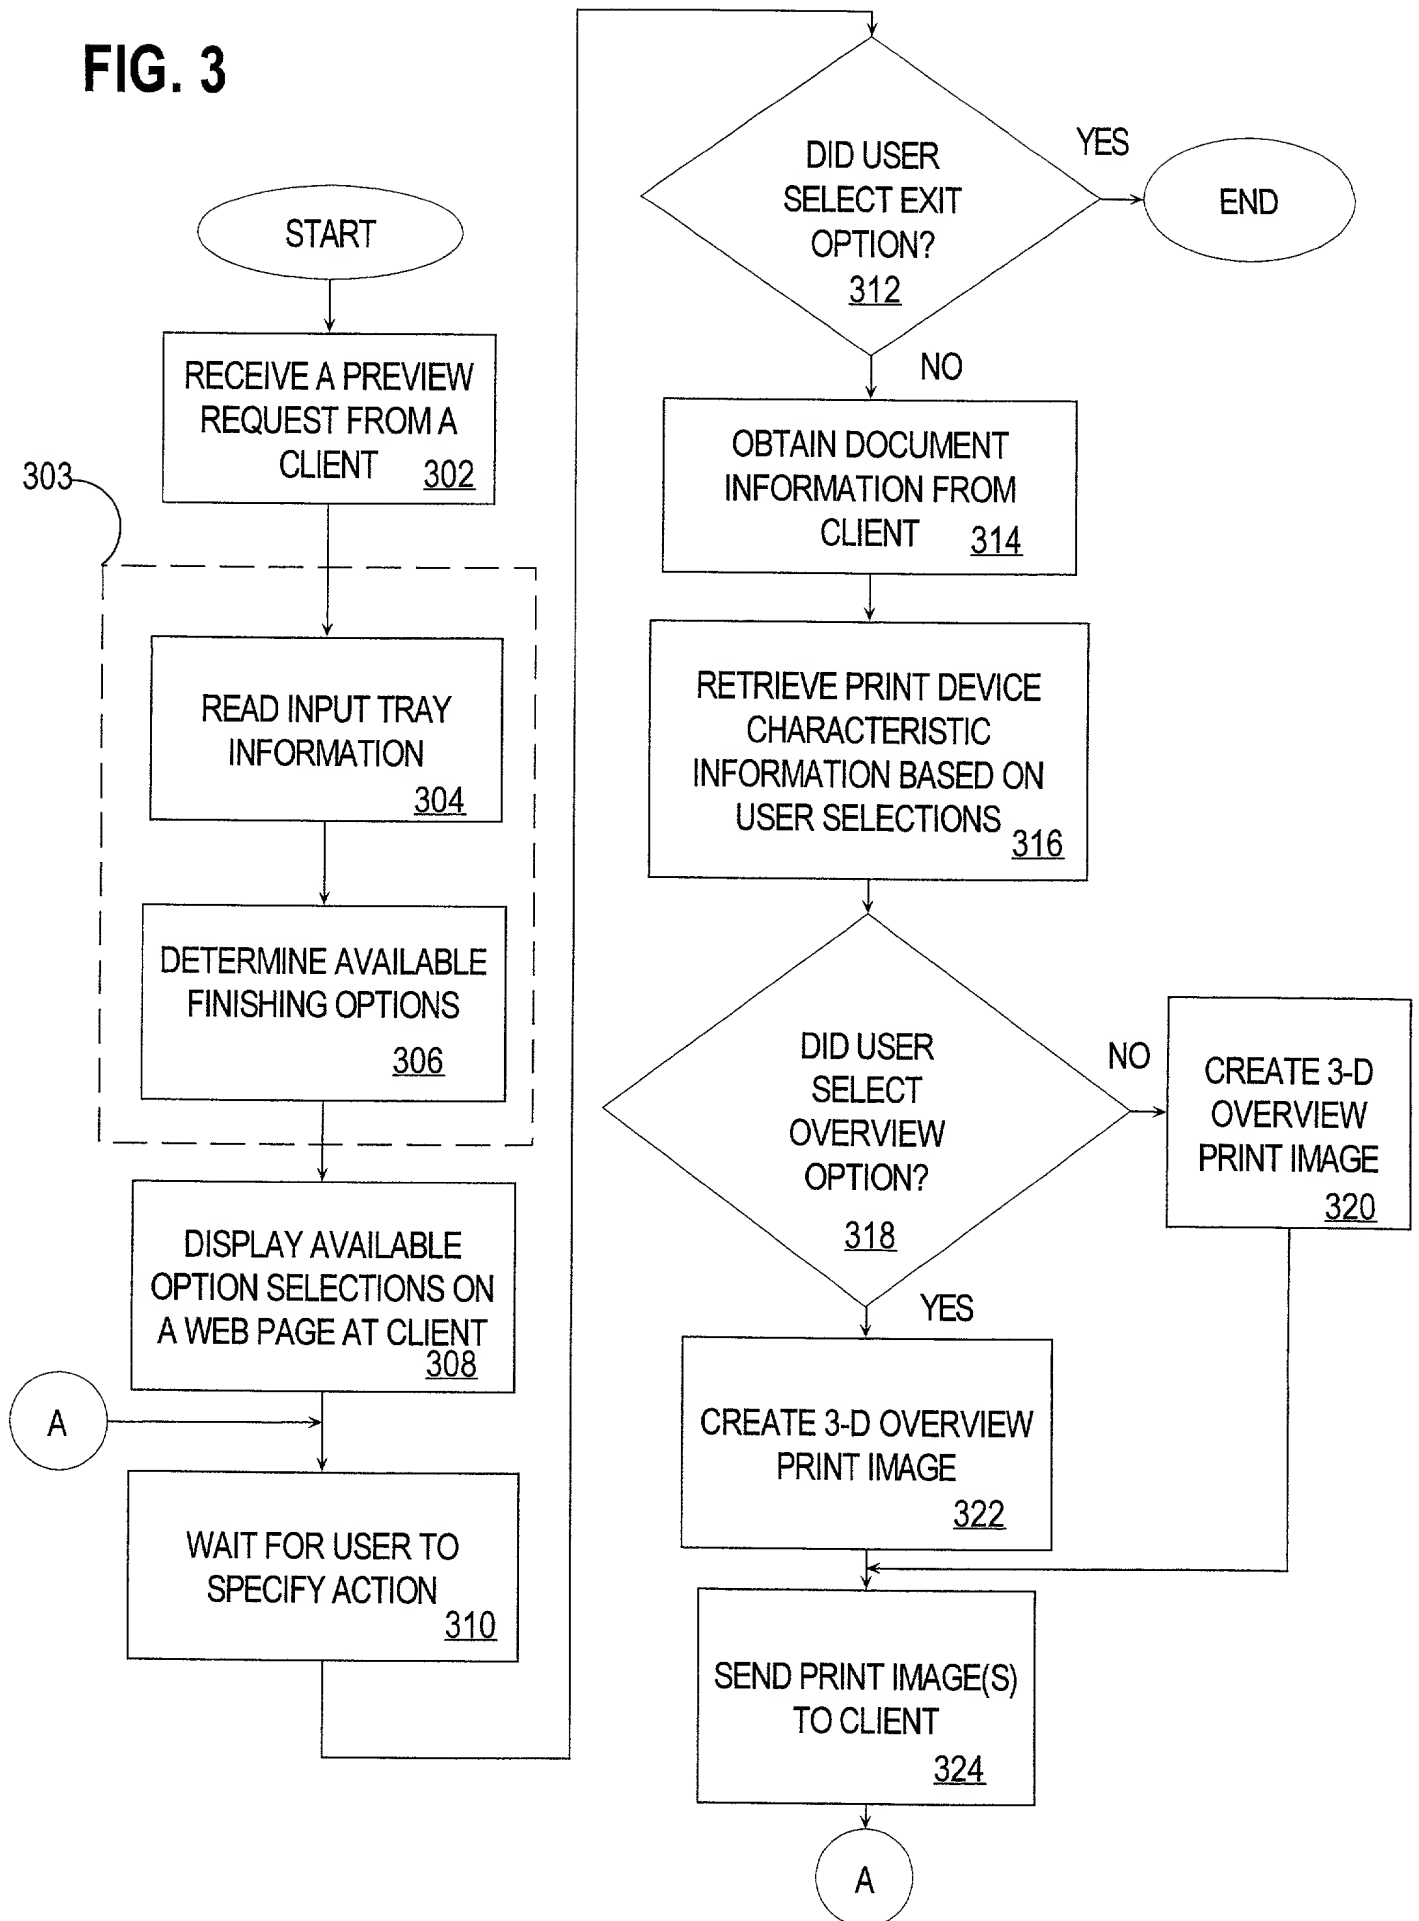 FIG. 3
START
RECEIVE A PREVIEW
REQUEST FROM A
CLIENT 302
303
READ INPUT TRAY
INFORMATION
304
DETERMINE AVAILABLE
FINISHING OPTIONS
306
DISPLAY AVAILABLE
OPTION SELECTIONS ON
A WEB PAGE AT CLIENT
308
A
WAIT FOR USER TO
SPECIFY ACTION
310
DID USER
SELECT EXIT
OPTION?
312
YES
END
NO
OBTAIN DOCUMENT
INFORMATION FROM
CLIENT 314
RETRIEVE PRINT DEVICE
CHARACTERISTIC
INFORMATION BASED ON
USER SELECTIONS
316
DID USER
SELECT
OVERVIEW
OPTION?
318
NO
CREATE 3-D
OVERVIEW
PRINT IMAGE
320
YES
CREATE 3-D OVERVIEW
PRINT IMAGE
322
SEND PRINT IMAGE(S)
TO CLIENT
324
A